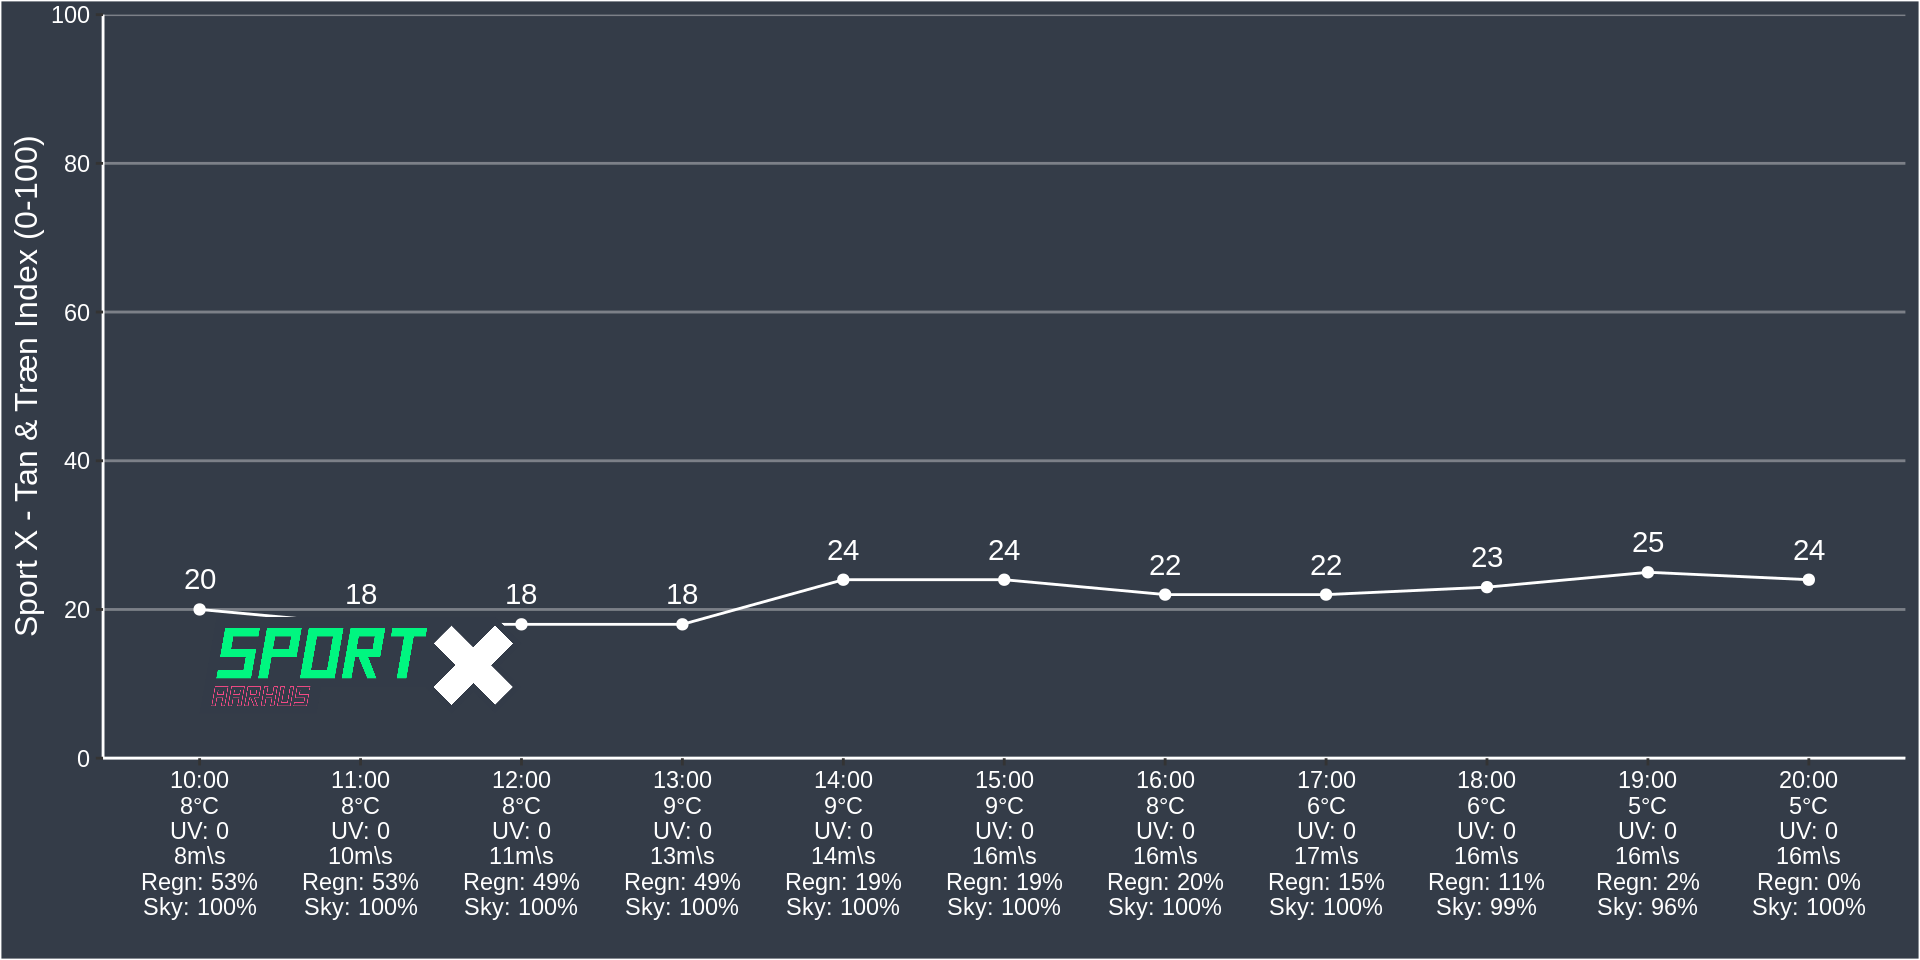 Sport X - Tan & Træn Index (0-100)
100
80
60
40
20
0
20 18 18 18 24 24 22 22 23 25 24
SPORT X
AARHUS
10:00 11:00 12:00 13:00 14:00 15:00 16:00 17:00 18:00 19:00 20:00
8°C 8°C 8°C 9°C 9°C 9°C 8°C 6°C 6°C 5°C 5°C
UV: 0 UV: 0 UV: 0 UV: 0 UV: 0 UV: 0 UV: 0 UV: 0 UV: 0 UV: 0 UV: 0
8m\s 10m\s 11m\s 13m\s 14m\s 16m\s 16m\s 17m\s 16m\s 16m\s 16m\s
Regn: 53% Regn: 53% Regn: 49% Regn: 49% Regn: 19% Regn: 19% Regn: 20% Regn: 15% Regn: 11% Regn: 2% Regn: 0%
Sky: 100% Sky: 100% Sky: 100% Sky: 100% Sky: 100% Sky: 100% Sky: 100% Sky: 100% Sky: 99% Sky: 96% Sky: 100%